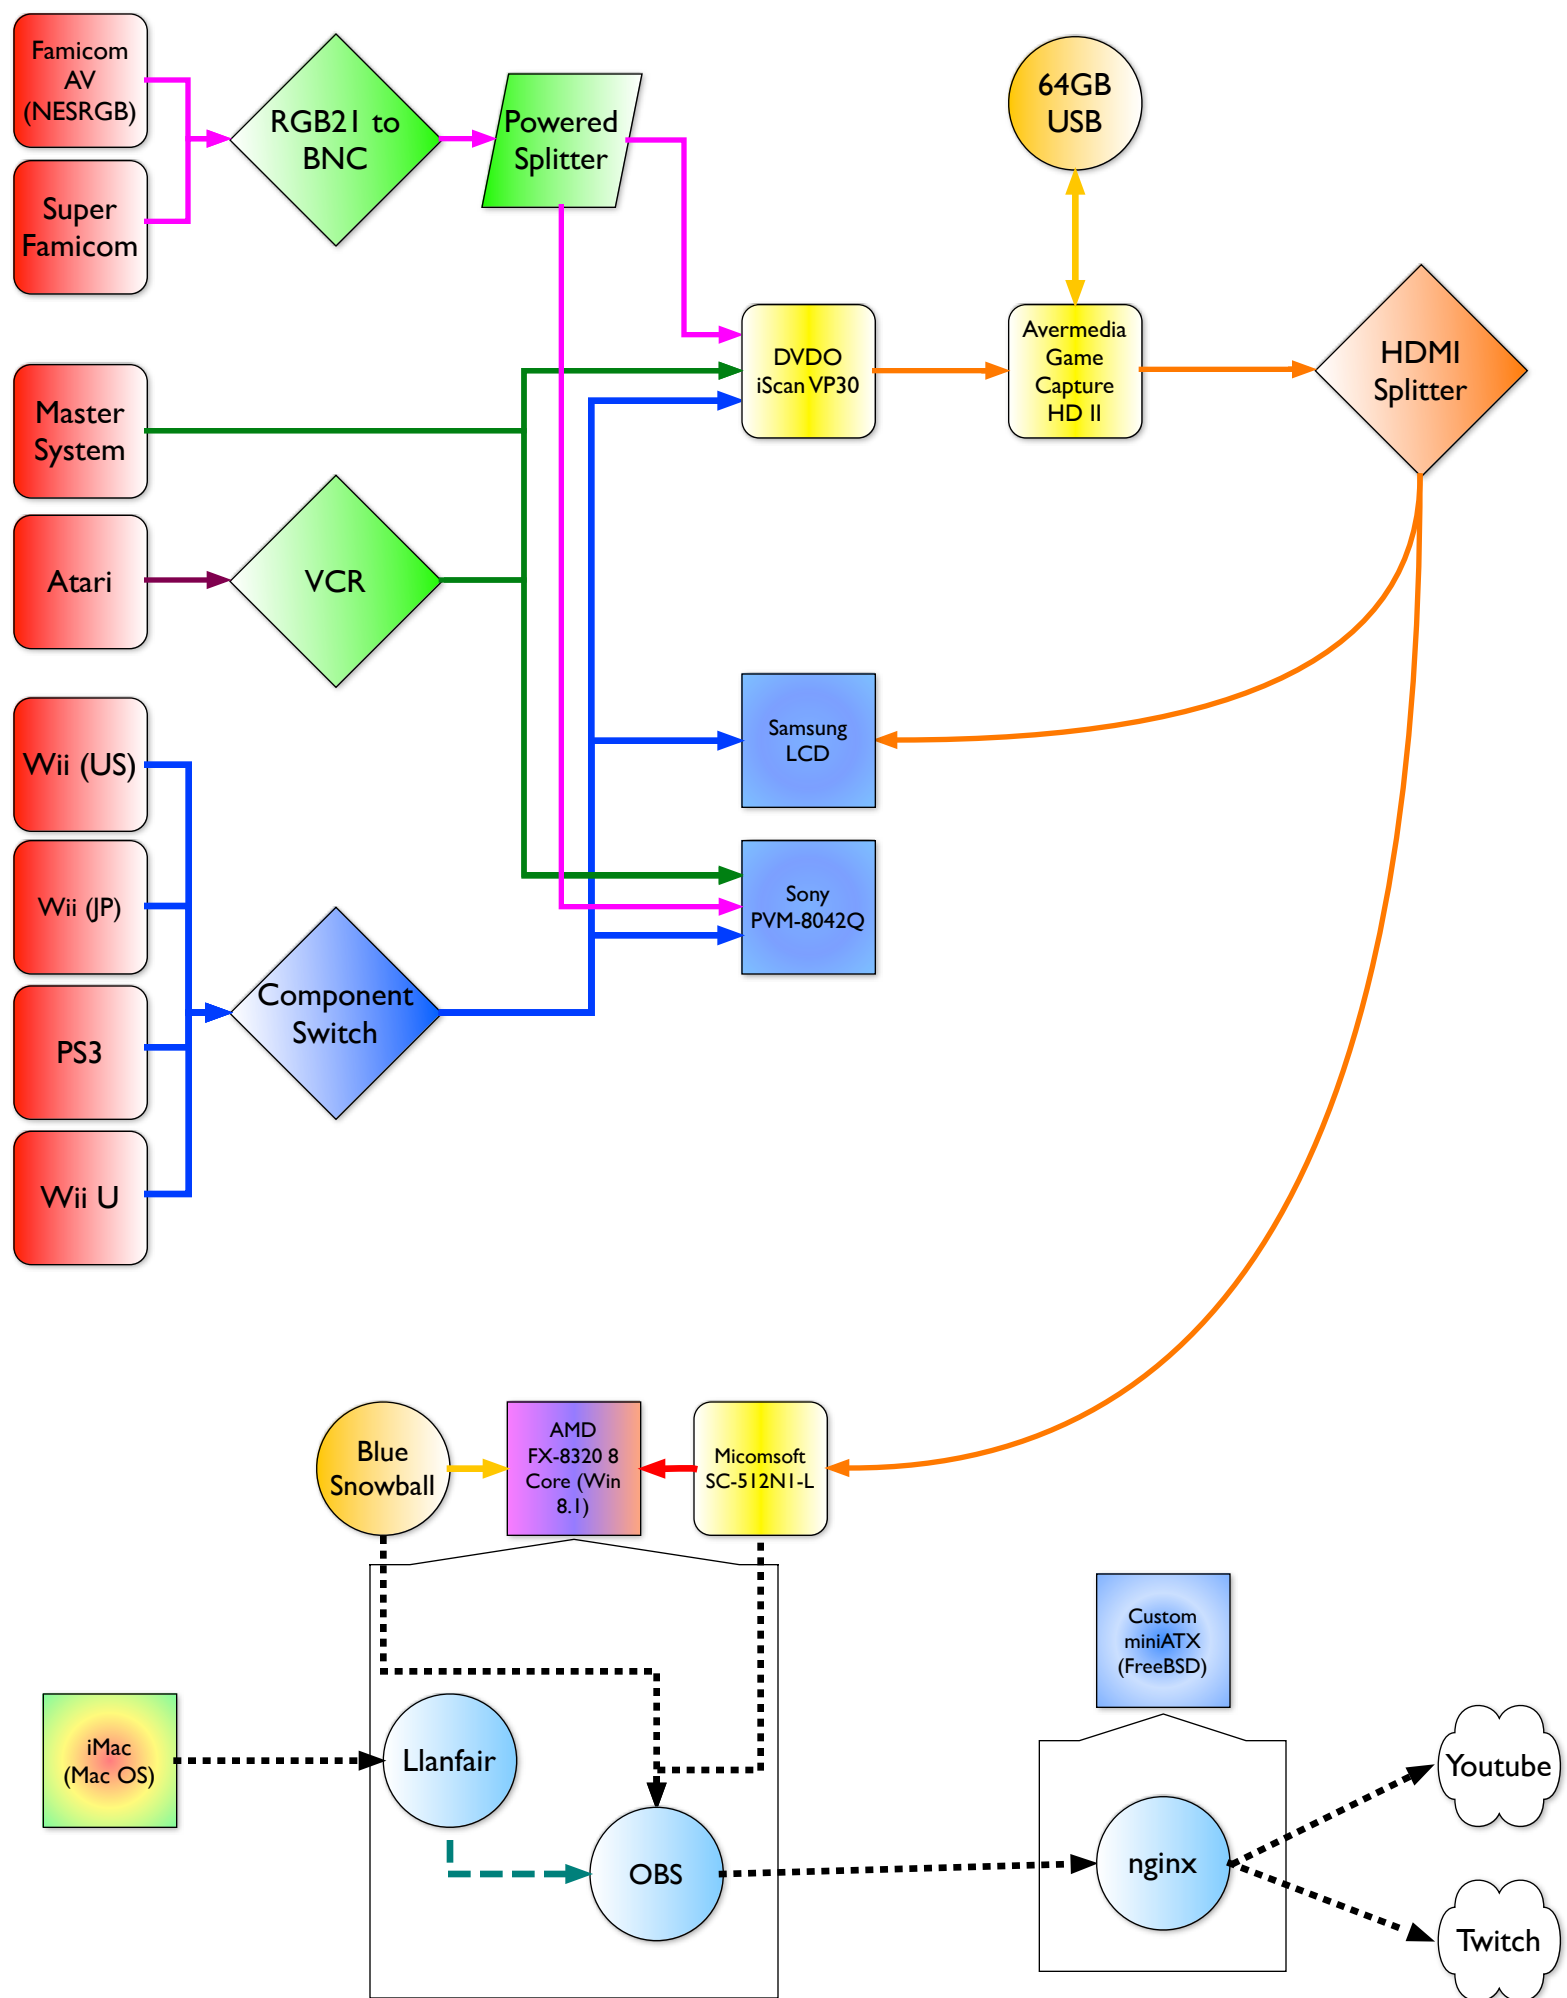 Famicom
AV
(NESRGB)
Super
Famicom
RGB21 to
BNC
Powered
Splitter
64GB
USB
Master
System
Atari
VCR
DVDO
iScan VP30
Avermedia
Game
Capture
HD II
HDMI
Splitter
Wii (US)
Wii (JP)
PS3
Wii U
Component
Switch
Samsung
LCD
Sony
PVM-8042Q
Blue
Snowball
AMD
FX-8320 8
Core (Win
8.1)
Micomsoft
SC-512N1-L
iMac
(Mac OS)
Llanfair
OBS
Custom
miniATX
(FreeBSD)
nginx
Youtube
Twitch